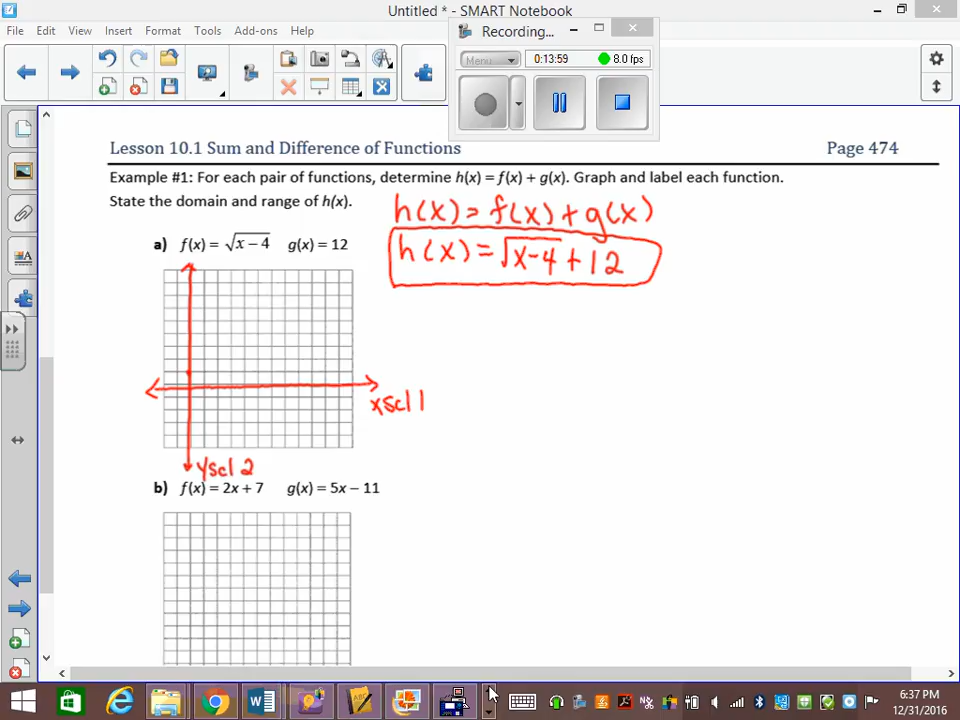 Untitled * - SMART Notebook
File Edit View Insert Format Tools Add-ons Help
Recording...
Menu 0:13:59 8.0 fps
Lesson 10.1 Sum and Difference of Functions Page 474
Example #1: For each pair of functions, determine h(x) = f(x) + g(x). Graph and label each function.
State the domain and range of h(x).
h(x) = f(x) + g(x)
a) f(x) = √x − 4 g(x) = 12
h(x) = √x-4 + 12
xscl 1
yscl 2
b) f(x) = 2x + 7 g(x) = 5x − 11
6:37 PM
12/31/2016